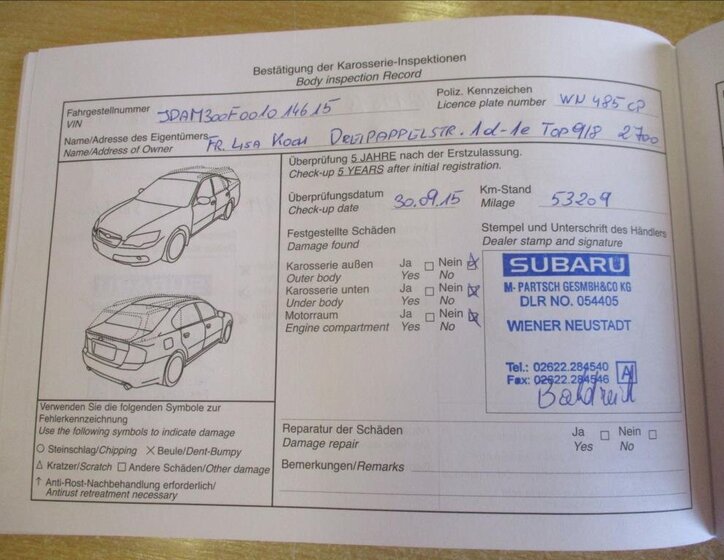 Bestätigung der Karosserie-Inspektionen
Body inspection Record
Fahrgestellnummer
VIN
JDAM300F001014615
Poliz. Kennzeichen
Licence plate number
WN 485 CP
Name/Adresse des Eigentümers
Name/Address of Owner
FR. LISA KOCH DREIPAPPELSTR. 1d-1e TOP 9/8 2700
Überprüfung 5 JAHRE nach der Erstzulassung.
Check-up 5 YEARS after initial registration.
Überprüfungsdatum
Check-up date
30.09.15
Km-Stand
Milage
53209
Festgestellte Schäden
Damage found
Stempel und Unterschrift des Händlers
Dealer stamp and signature
Karosserie außen Ja Nein
Outer body Yes No
Karosserie unten Ja Nein
Under body Yes No
Motorraum Ja Nein
Engine compartment Yes No
SUBARU
M· PARTSCH GESMBH&CO KG
DLR NO. 054405
WIENER NEUSTADT
Tel.: 02622.284540
Fax: 02622.284546
A
Verwenden Sie die folgenden Symbole zur
Fehlerkennzeichnung
Use the following symbols to indicate damage
○ Steinschlag/Chipping × Beule/Dent-Bumpy
△ Kratzer/Scratch □ Andere Schäden/Other damage
↑ Anti-Rost-Nachbehandlung erforderlich/
Antirust retreatment necessary
Reparatur der Schäden Ja Nein
Damage repair Yes No
Bemerkungen/Remarks